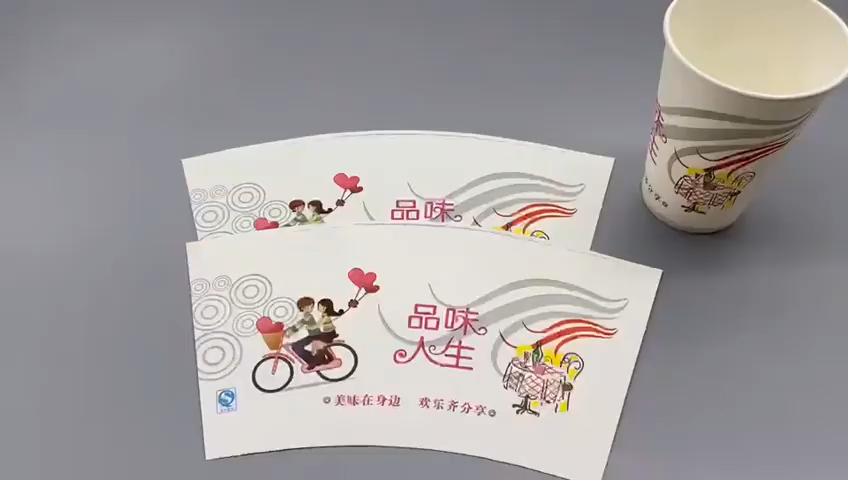 品味
品味
人生
美味在身边 欢乐齐分享